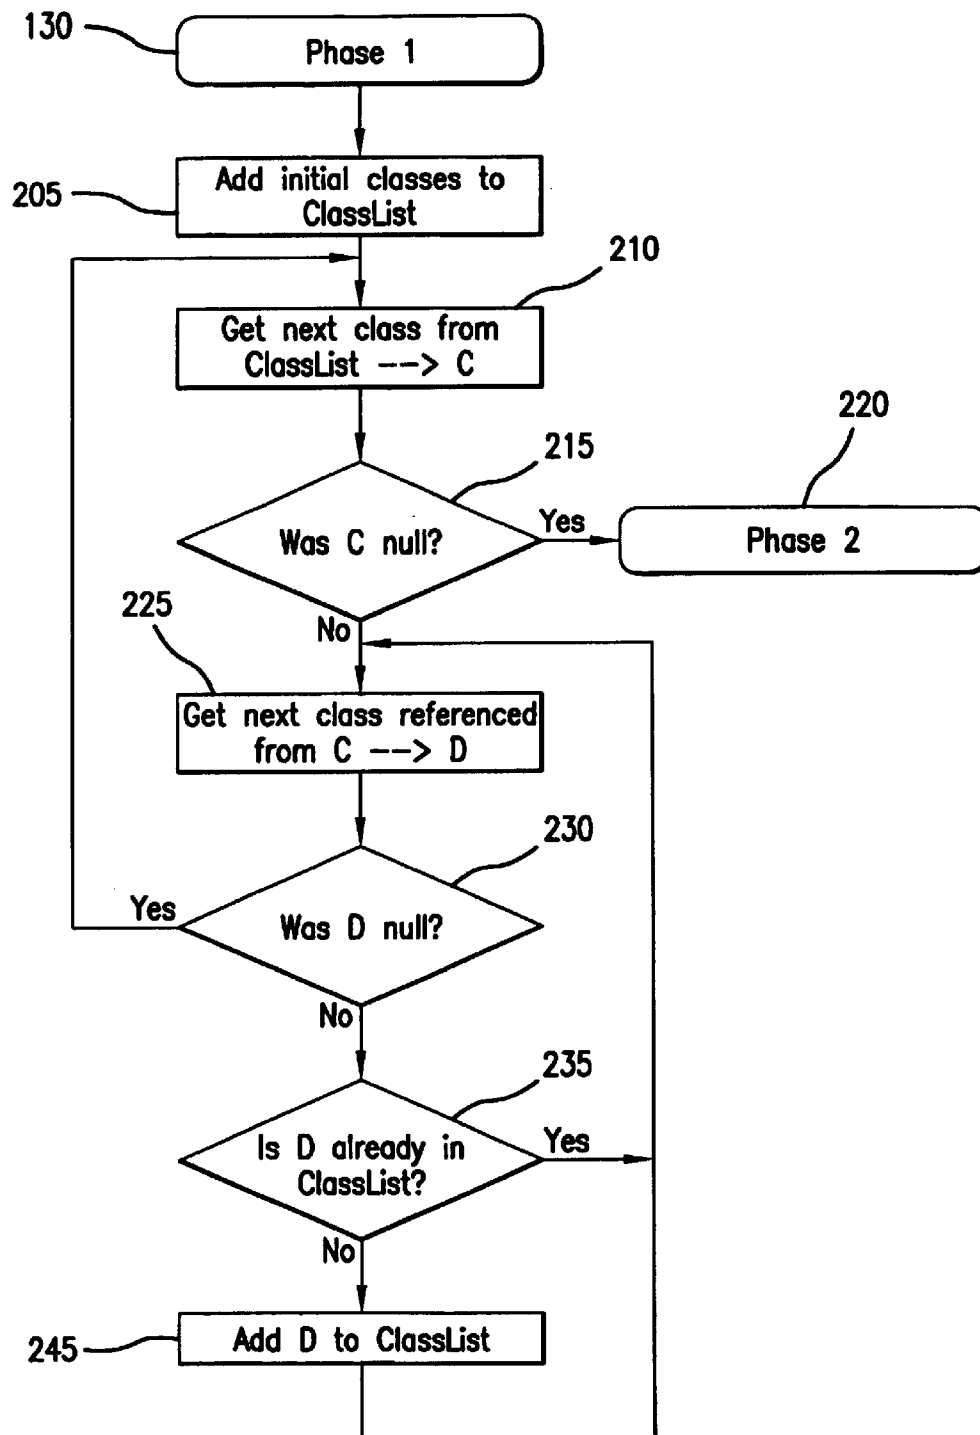 130
Phase 1
205
Add initial classes to
ClassList
210
Get next class from
ClassList --> C
215
220
Was C null?
Yes
Phase 2
No
225
Get next class referenced
from C --> D
230
Yes
Was D null?
No
235
Is D already in
ClassList?
Yes
No
245
Add D to ClassList